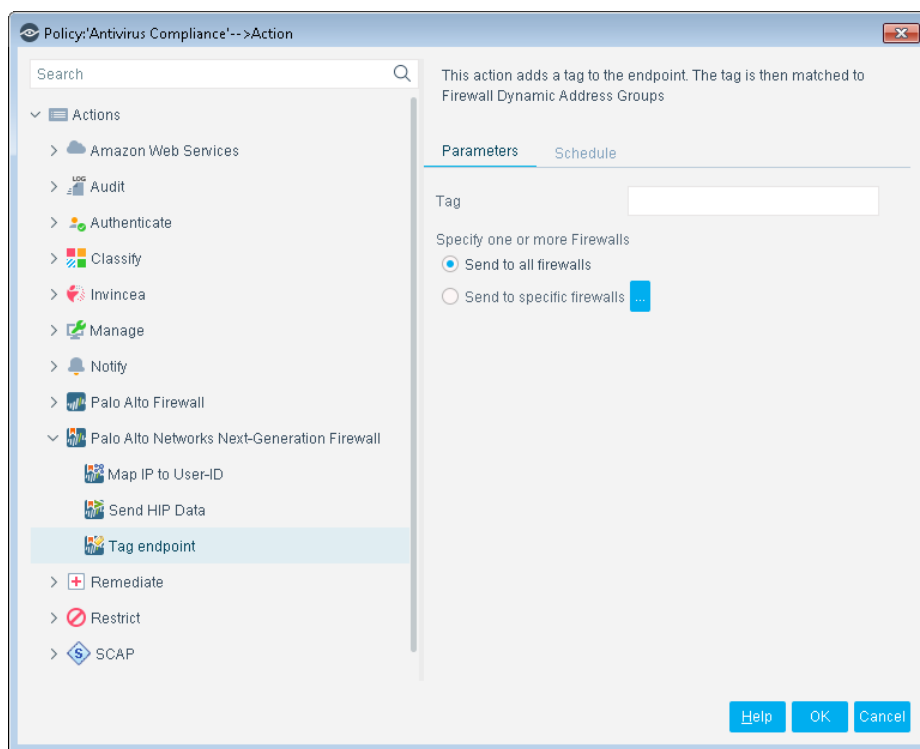 Policy:'Antivirus Compliance'-->Action
Search
Actions
Amazon Web Services
LOG
Audit
Authenticate
Classify
Invincea
Manage
Notify
Palo Alto Firewall
Palo Alto Networks Next-Generation Firewall
Map IP to User-ID
Send HIP Data
Tag endpoint
Remediate
Restrict
S
SCAP
This action adds a tag to the endpoint. The tag is then matched to
Firewall Dynamic Address Groups
Parameters
Schedule
Tag
Specify one or more Firewalls
Send to all firewalls
Send to specific firewalls ...
Help
OK
Cancel